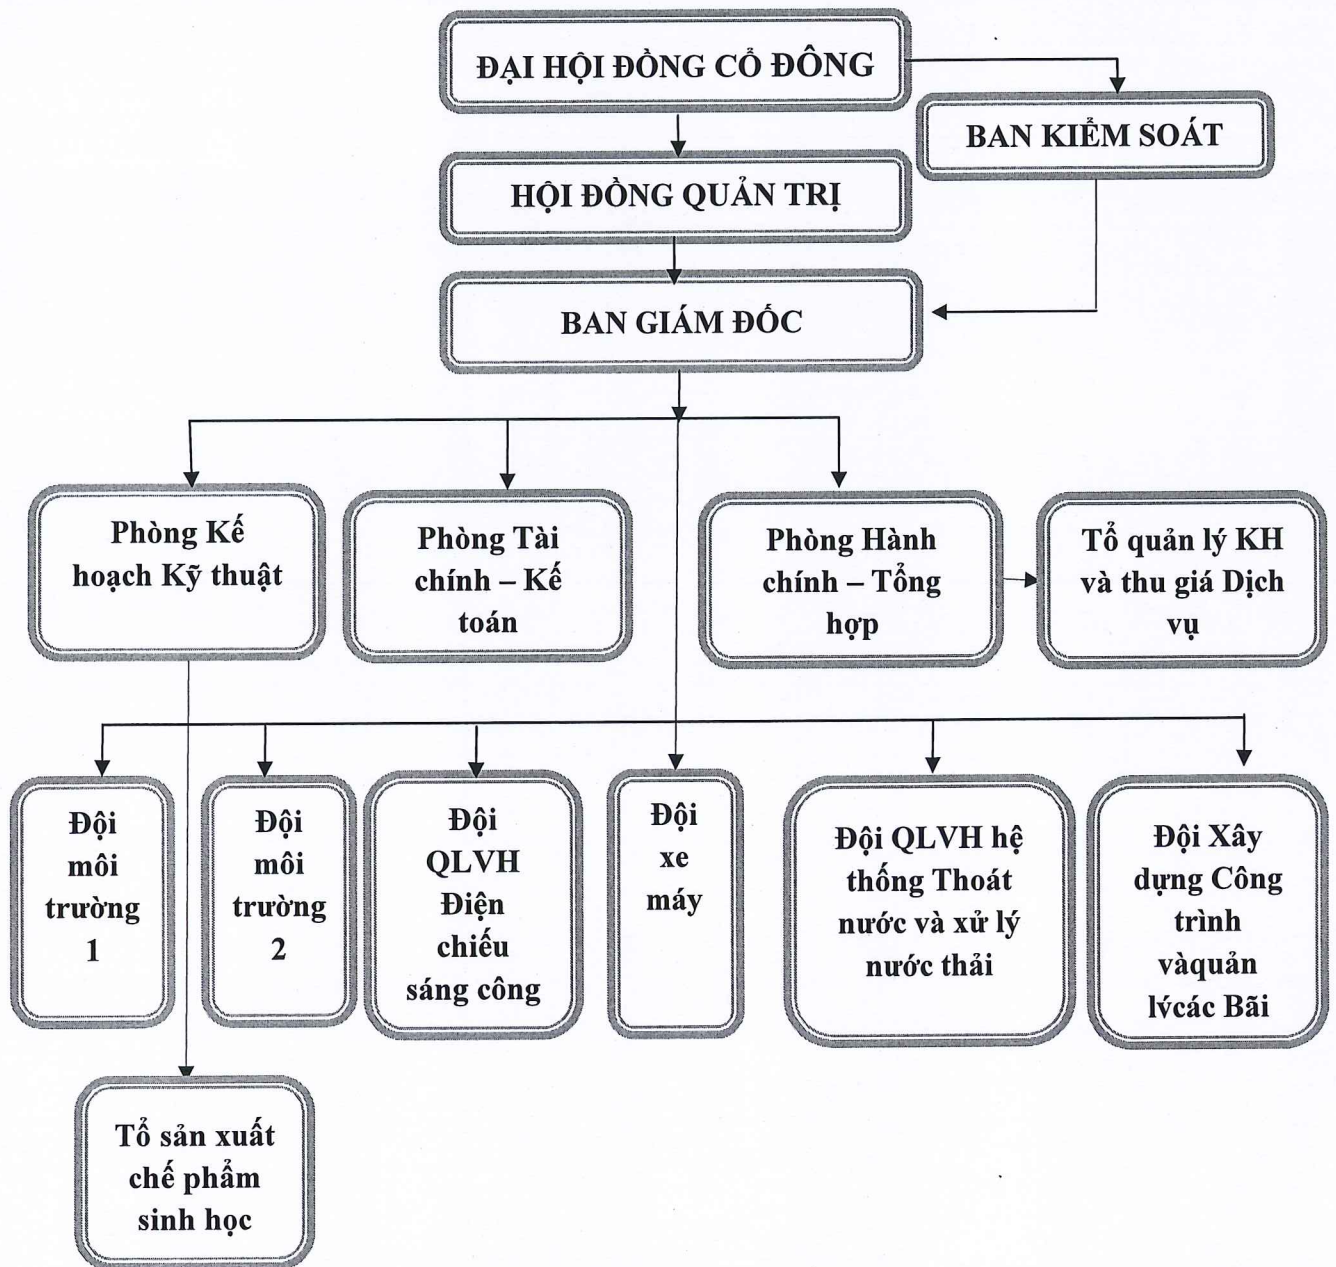 ĐẠI HỘI ĐỒNG CỔ ĐÔNG
BAN KIỂM SOÁT
HỘI ĐỒNG QUẢN TRỊ
BAN GIÁM ĐỐC
Phòng Kế
hoạch Kỹ thuật
Phòng Tài
chính – Kế
toán
Phòng Hành
chính – Tổng
hợp
Tổ quản lý KH
và thu giá Dịch
vụ
Đội
môi
trường
1
Đội
môi
trường
2
Đội
QLVH
Điện
chiếu
sáng công
Đội
xe
máy
Đội QLVH hệ
thống Thoát
nước và xử lý
nước thải
Đội Xây
dựng Công
trình
vàquản
lýcác Bãi
Tổ sản xuất
chế phẩm
sinh học